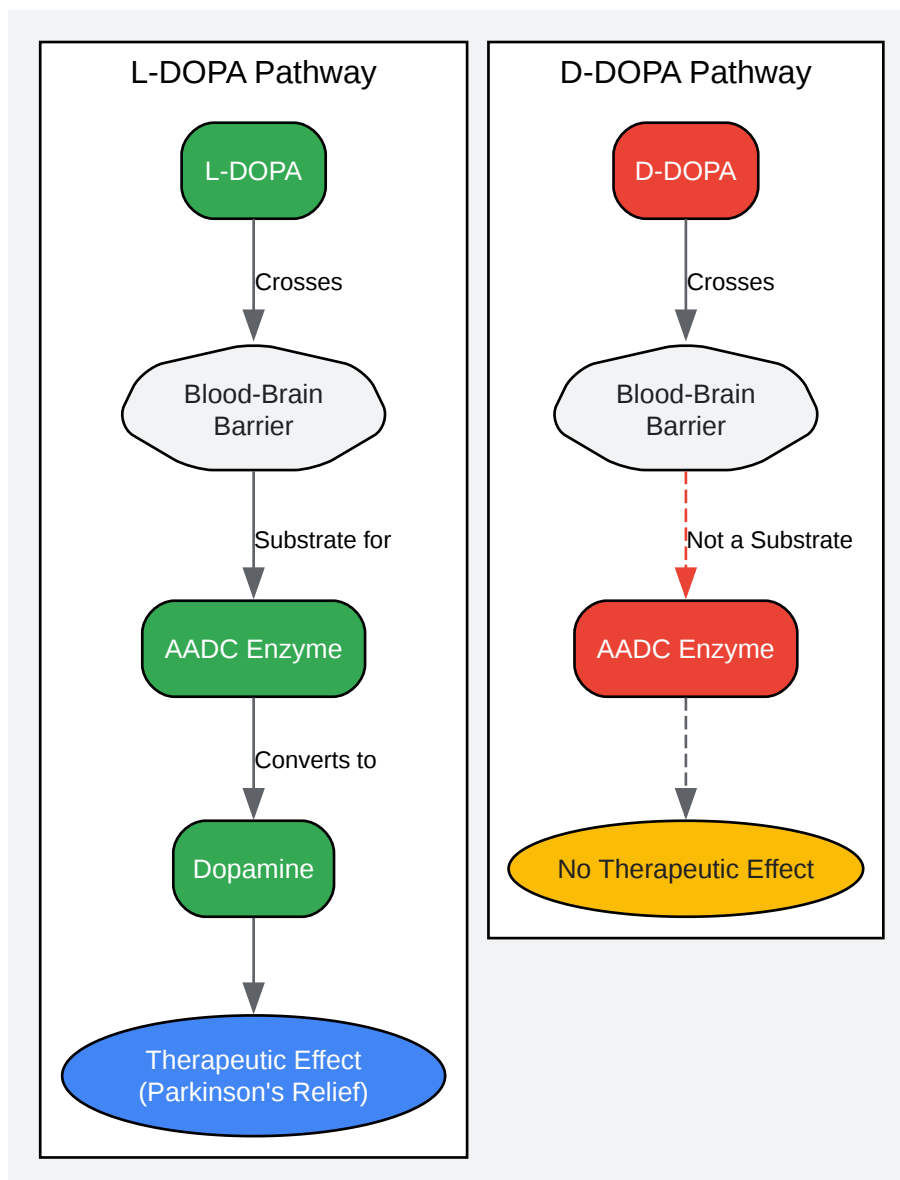 L-DOPA Pathway
L-DOPA
Crosses
Blood-Brain
Barrier
Substrate for
AADC Enzyme
Converts to
Dopamine
Therapeutic Effect
(Parkinson's Relief)
D-DOPA Pathway
D-DOPA
Crosses
Blood-Brain
Barrier
Not a Substrate
AADC Enzyme
No Therapeutic Effect